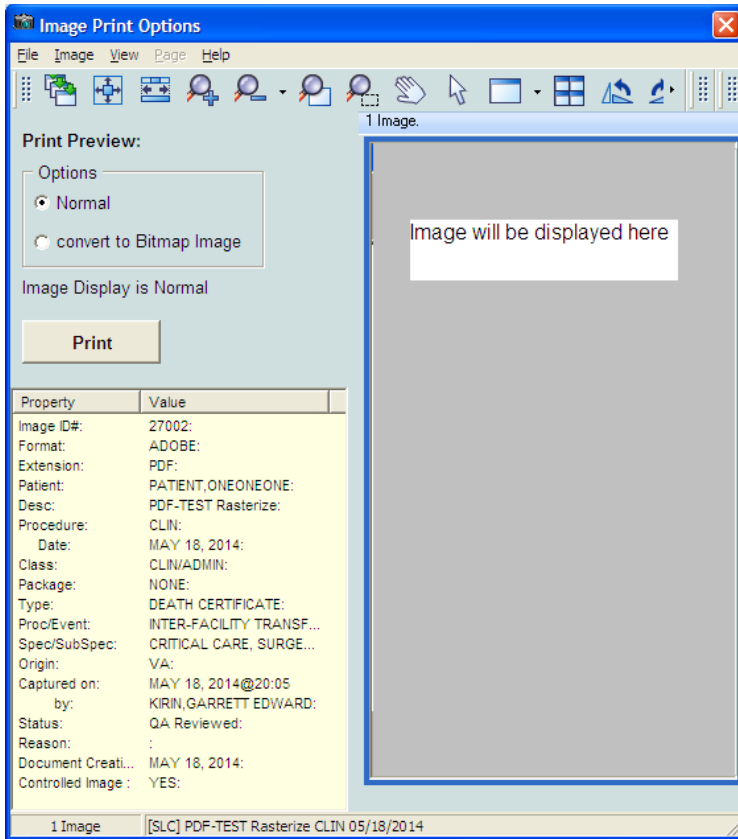 Image Print Options
File Image View Page Help
1 Image.
Print Preview:
Options
Normal
convert to Bitmap Image
Image Display is Normal
Print
Image will be displayed here
Property Value
Image ID#: 27002:
Format: ADOBE:
Extension: PDF:
Patient: PATIENT,ONEONEONE:
Desc: PDF-TEST Rasterize:
Procedure: CLIN:
Date: MAY 18, 2014:
Class: CLIN/ADMIN:
Package: NONE:
Type: DEATH CERTIFICATE:
Proc/Event: INTER-FACILITY TRANSF...
Spec/SubSpec: CRITICAL CARE, SURGE...
Origin: VA:
Captured on: MAY 18, 2014@20:05
by: KIRIN,GARRETT EDWARD:
Status: QA Reviewed:
Reason: :
Document Creati... MAY 18, 2014:
Controlled Image : YES:
1 Image [SLC] PDF-TEST Rasterize CLIN 05/18/2014